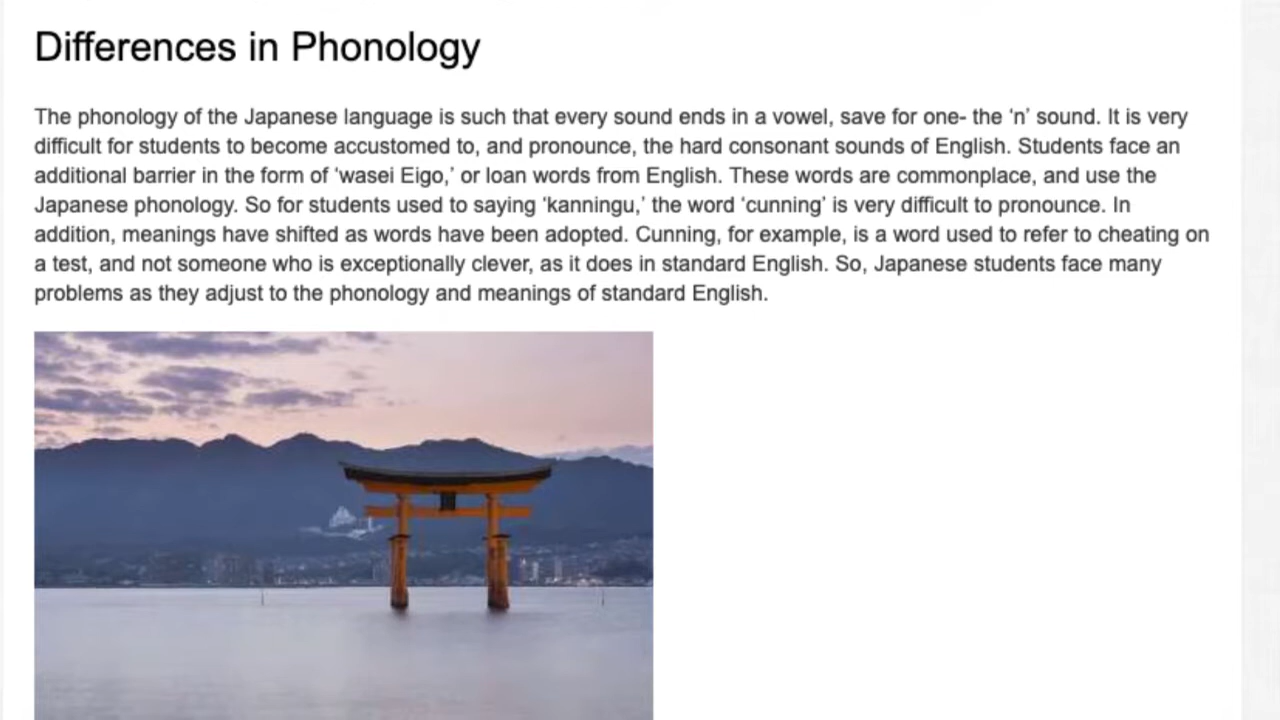 Differences in Phonology
The phonology of the Japanese language is such that every sound ends in a vowel, save for one- the ‘n’ sound. It is very
difficult for students to become accustomed to, and pronounce, the hard consonant sounds of English. Students face an
additional barrier in the form of ‘wasei Eigo,’ or loan words from English. These words are commonplace, and use the
Japanese phonology. So for students used to saying ‘kanningu,’ the word ‘cunning’ is very difficult to pronounce. In
addition, meanings have shifted as words have been adopted. Cunning, for example, is a word used to refer to cheating on
a test, and not someone who is exceptionally clever, as it does in standard English. So, Japanese students face many
problems as they adjust to the phonology and meanings of standard English.